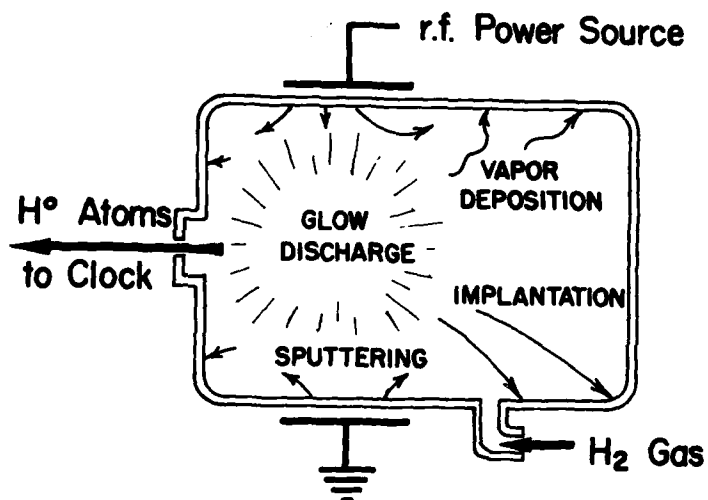 r.f. Power Source
VAPOR
DEPOSITION
H° Atoms
to Clock
GLOW
DISCHARGE
IMPLANTATION
SPUTTERING
H₂ Gas